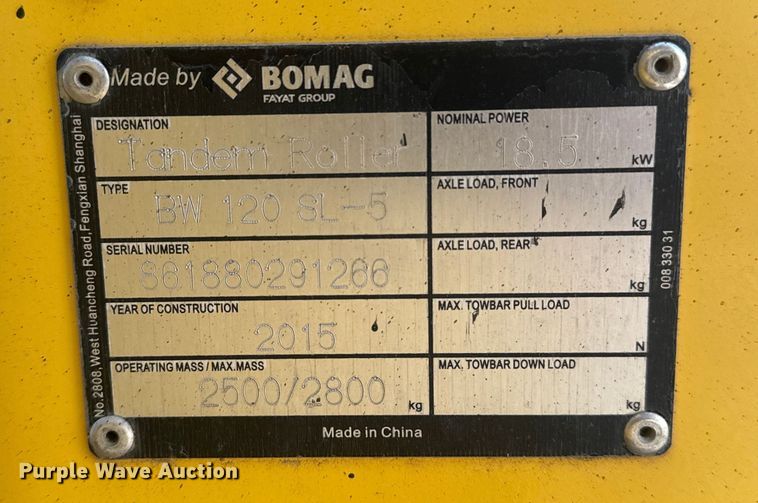 Made by BOMAG
FAYAT GROUP
DESIGNATION
Tandem Roller
NOMINAL POWER
18.5 kW
TYPE
BW 120 SL-5
AXLE LOAD, FRONT
kg
SERIAL NUMBER
861880291266
AXLE LOAD, REAR
kg
YEAR OF CONSTRUCTION
2015
MAX. TOWBAR PULL LOAD
N
OPERATING MASS / MAX.MASS
2500/2800 kg
MAX. TOWBAR DOWN LOAD
kg
Made in China
No.2808,West Huancheng Road,Fengxian Shanghai
008 330 31
Purple Wave Auction